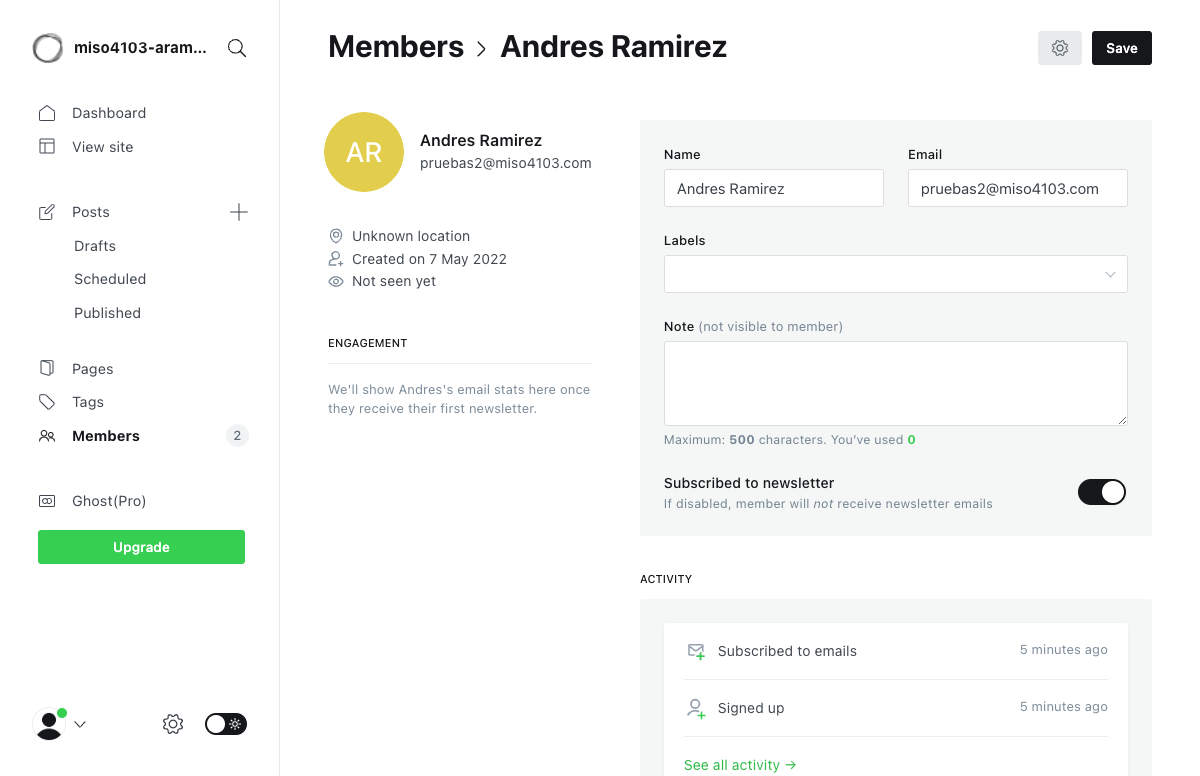 miso4103-aram...
Dashboard
View site
Posts
Drafts
Scheduled
Published
Pages
Tags
Members 2
Ghost(Pro)
Upgrade
Members > Andres Ramirez
Save
AR
Andres Ramirez
pruebas2@miso4103.com
Unknown location
Created on 7 May 2022
Not seen yet
ENGAGEMENT
We'll show Andres's email stats here once
they receive their first newsletter.
Name
Andres Ramirez
Email
pruebas2@miso4103.com
Labels
Note (not visible to member)
Maximum: 500 characters. You've used 0
Subscribed to newsletter
If disabled, member will not receive newsletter emails
ACTIVITY
Subscribed to emails 5 minutes ago
Signed up 5 minutes ago
See all activity →